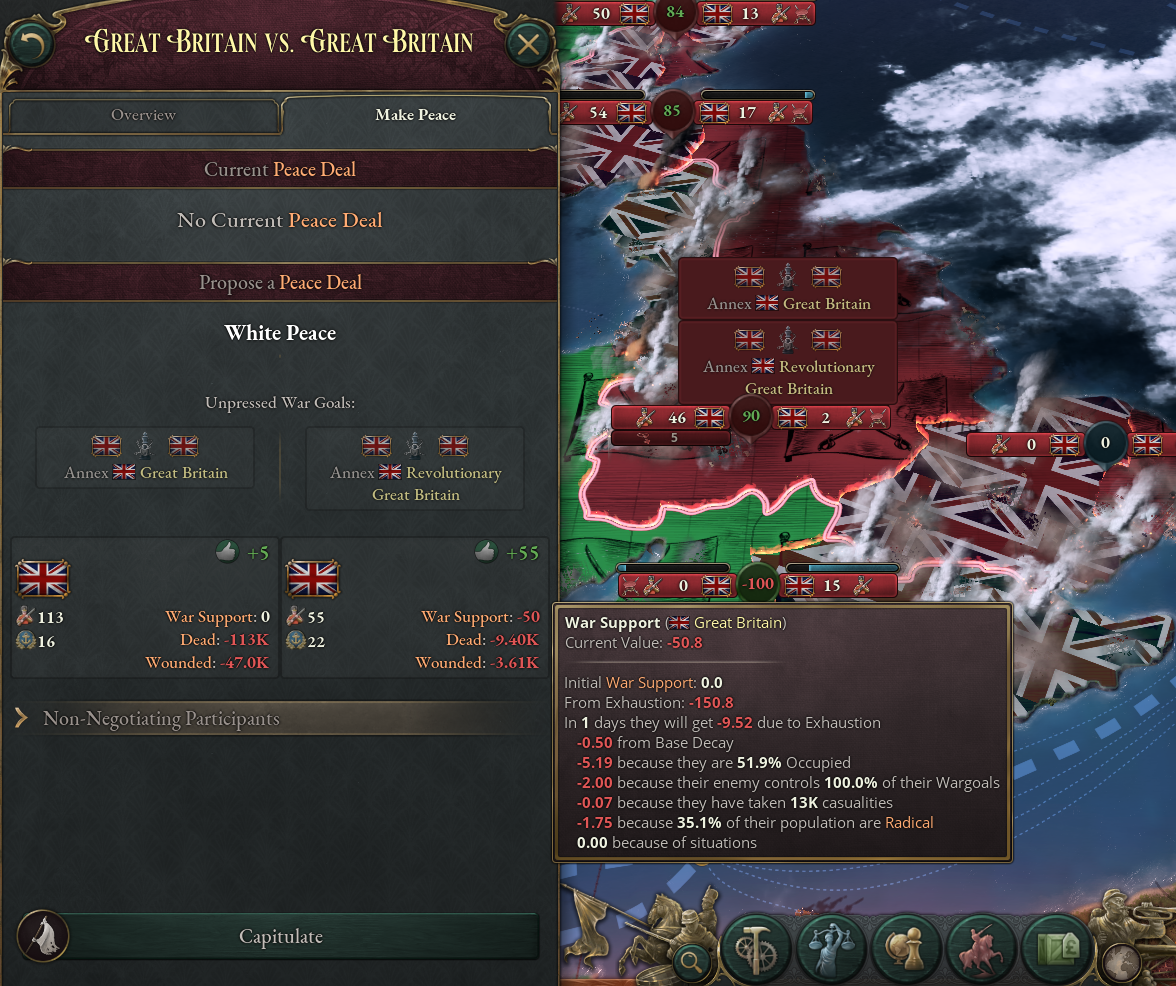 Great Britain vs. Great Britain
Overview
Make Peace
Current Peace Deal
No Current Peace Deal
Propose a Peace Deal
White Peace
Unpressed War Goals:
Annex Great Britain
Annex Revolutionary
Great Britain
+5
113
War Support: 0
16
Dead: -113K
Wounded: -47.0K
+55
55
War Support: -50
22
Dead: -9.40K
Wounded: -3.61K
Non-Negotiating Participants
Capitulate
50 84 13
54 85 17
Annex Great Britain
Annex Revolutionary
Great Britain
46 90 2
5
0 0
0 -100 15
War Support ( Great Britain)
Current Value: -50.8
Initial War Support: 0.0
From Exhaustion: -150.8
In 1 days they will get -9.52 due to Exhaustion
-0.50 from Base Decay
-5.19 because they are 51.9% Occupied
-2.00 because their enemy controls 100.0% of their Wargoals
-0.07 because they have taken 13K casualities
-1.75 because 35.1% of their population are Radical
0.00 because of situations